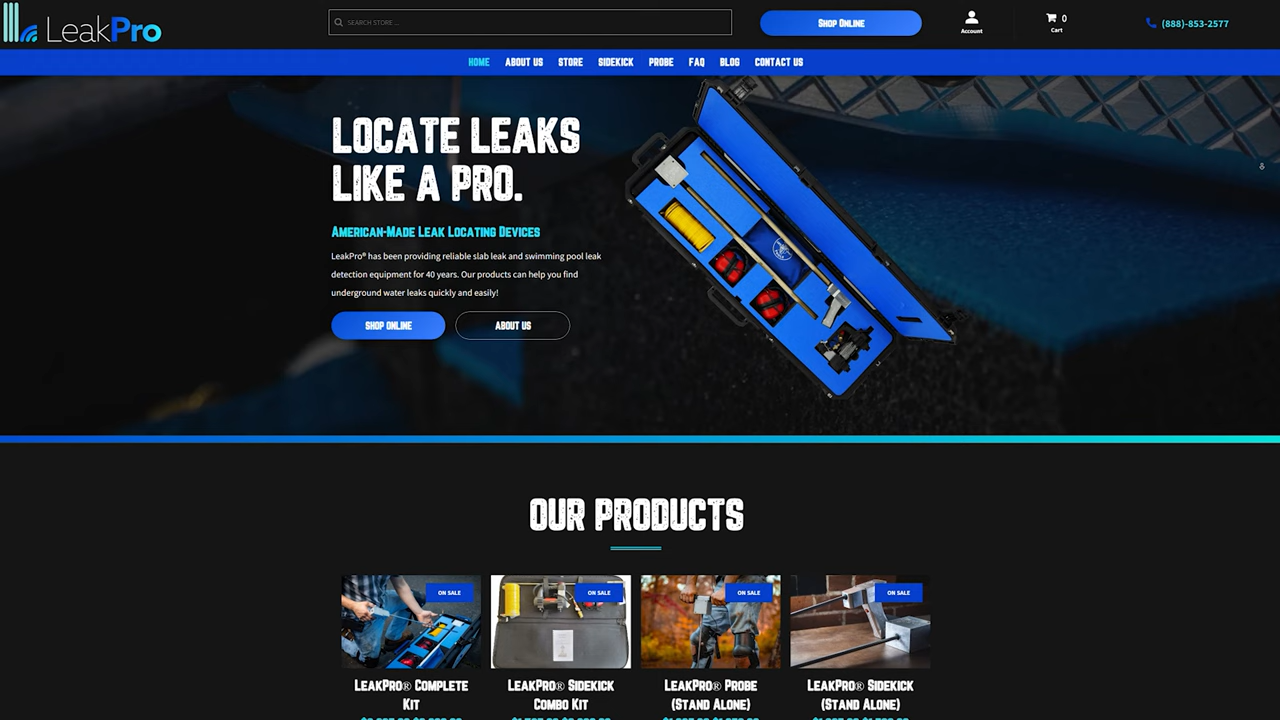 LeakPro
SEARCH STORE ...
SHOP ONLINE
Account
0
Cart
(888)-853-2577
HOME
ABOUT US
STORE
SIDEKICK
PROBE
FAQ
BLOG
CONTACT US
LOCATE LEAKS
LIKE A PRO.
AMERICAN-MADE LEAK LOCATING DEVICES
LeakPro® has been providing reliable slab leak and swimming pool leak
detection equipment for 40 years. Our products can help you find
underground water leaks quickly and easily!
SHOP ONLINE
ABOUT US
OUR PRODUCTS
ON SALE
ON SALE
ON SALE
ON SALE
LEAKPRO® COMPLETE
KIT
LEAKPRO® SIDEKICK
COMBO KIT
LEAKPRO® PROBE
(STAND ALONE)
LEAKPRO® SIDEKICK
(STAND ALONE)